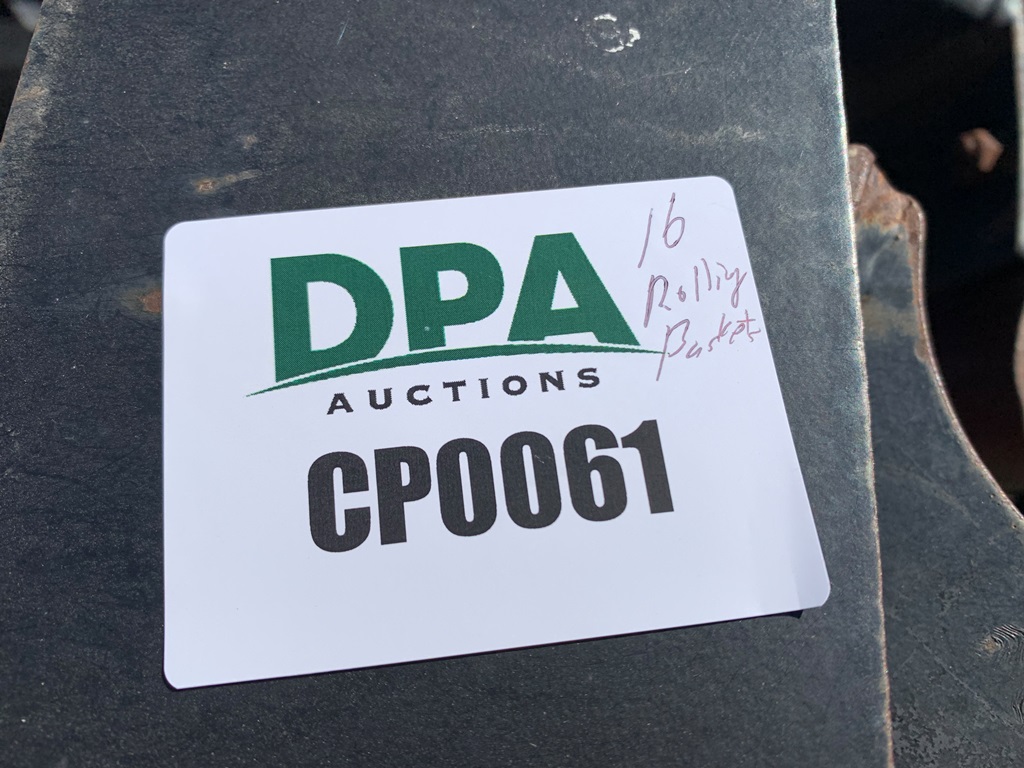 DPA
AUCTIONS
CP0061
16
Rolling
Baskets